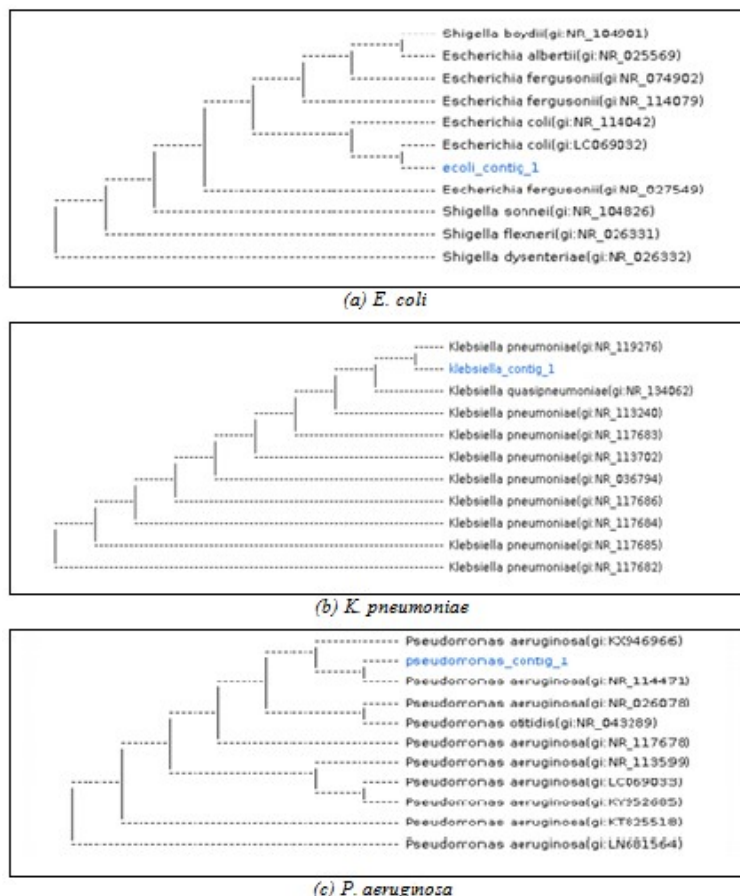 Shigella boydii(gi:NR_104901)
Escherichia albertii(gi:NR_025569)
Escherichia fergusonii(gi:NR_074902)
Escherichia fergusonii(gi:NR_114079)
Escherichia coli(gi:NR_114042)
Escherichia coli(gi:LC069032)
ecoli_contig_1
Escherichia fergusonii(gi:NR_027549)
Shigella sonnei(gi:NR_104826)
Shigella flexneri(gi:NR_026331)
Shigella dysenteriae(gi:NR_026332)
(a) E. coli
Klebsiella pneumoniae(gi:NR_119276)
klebsiella_contig_1
Klebsiella quasipneumoniae(gi:NR_134062)
Klebsiella pneumoniae(gi:NR_113240)
Klebsiella pneumoniae(gi:NR_117683)
Klebsiella pneumoniae(gi:NR_113702)
Klebsiella pneumoniae(gi:NR_036794)
Klebsiella pneumoniae(gi:NR_117686)
Klebsiella pneumoniae(gi:NR_117684)
Klebsiella pneumoniae(gi:NR_117685)
Klebsiella pneumoniae(gi:NR_117682)
(b) K. pneumoniae
Pseudomonas aeruginosa(gi:KX946966)
pseudomonas_contig_1
Pseudomonas aeruginosa(gi:NR_114471)
Pseudomonas aeruginosa(gi:NR_026078)
Pseudomonas otitidis(gi:NR_043289)
Pseudomonas aeruginosa(gi:NR_117678)
Pseudomonas aeruginosa(gi:NR_113599)
Pseudomonas aeruginosa(gi:LC069033)
Pseudomonas aeruginosa(gi:KY952685)
Pseudomonas aeruginosa(gi:KT825518)
Pseudomonas aeruginosa(gi:LN681564)
(c) P. aeruginosa